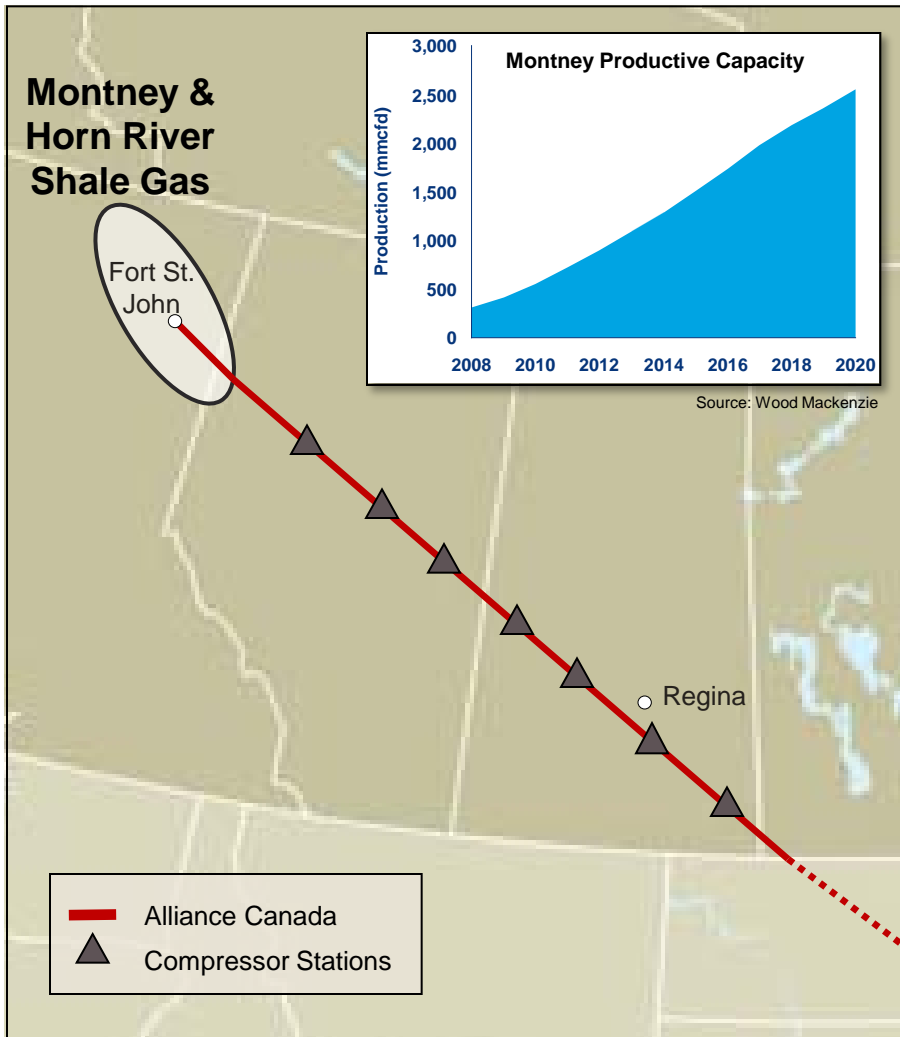 Montney &
Horn River
Shale Gas
Fort St.
John
Regina
Montney Productive Capacity
Production (mmcfd)
3,000
2,500
2,000
1,500
1,000
500
0
2008 2010 2012 2014 2016 2018 2020
Source: Wood Mackenzie
Alliance Canada
Compressor Stations